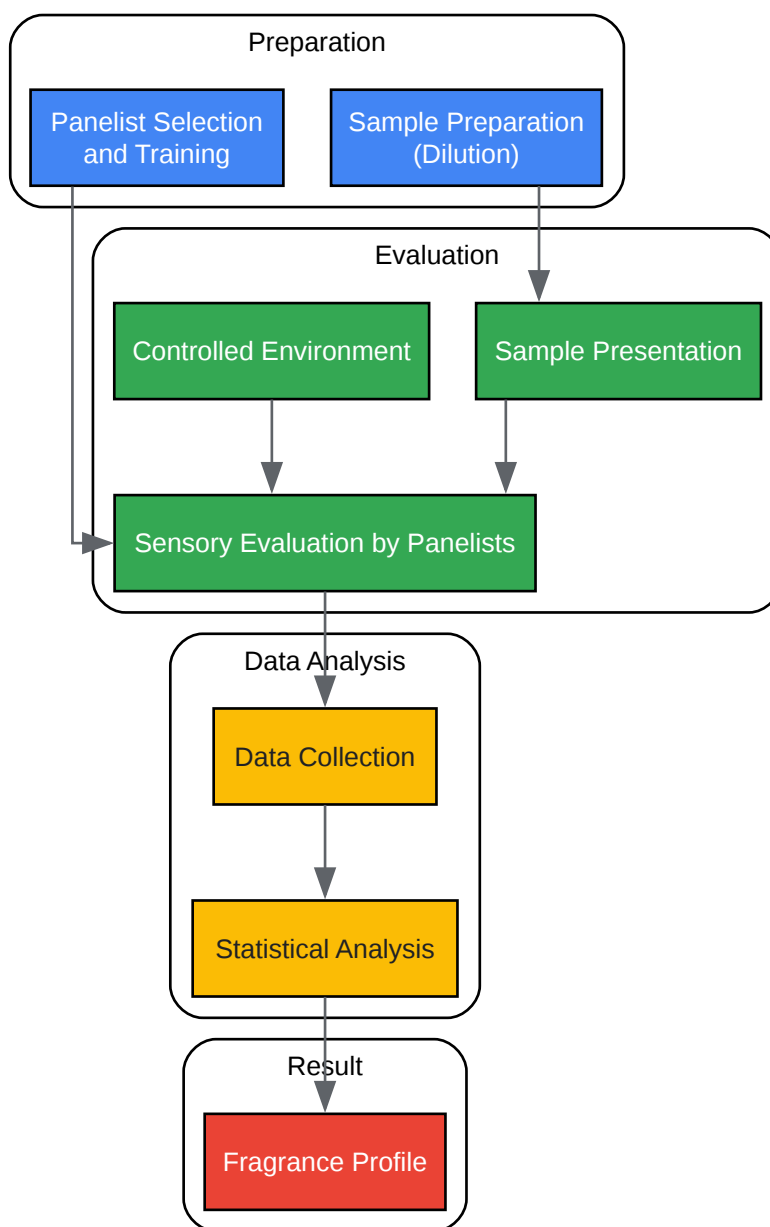 Preparation
Panelist Selection
and Training
Sample Preparation
(Dilution)
Evaluation
Controlled Environment
Sample Presentation
Sensory Evaluation by Panelists
Data Analysis
Data Collection
Statistical Analysis
Result
Fragrance Profile